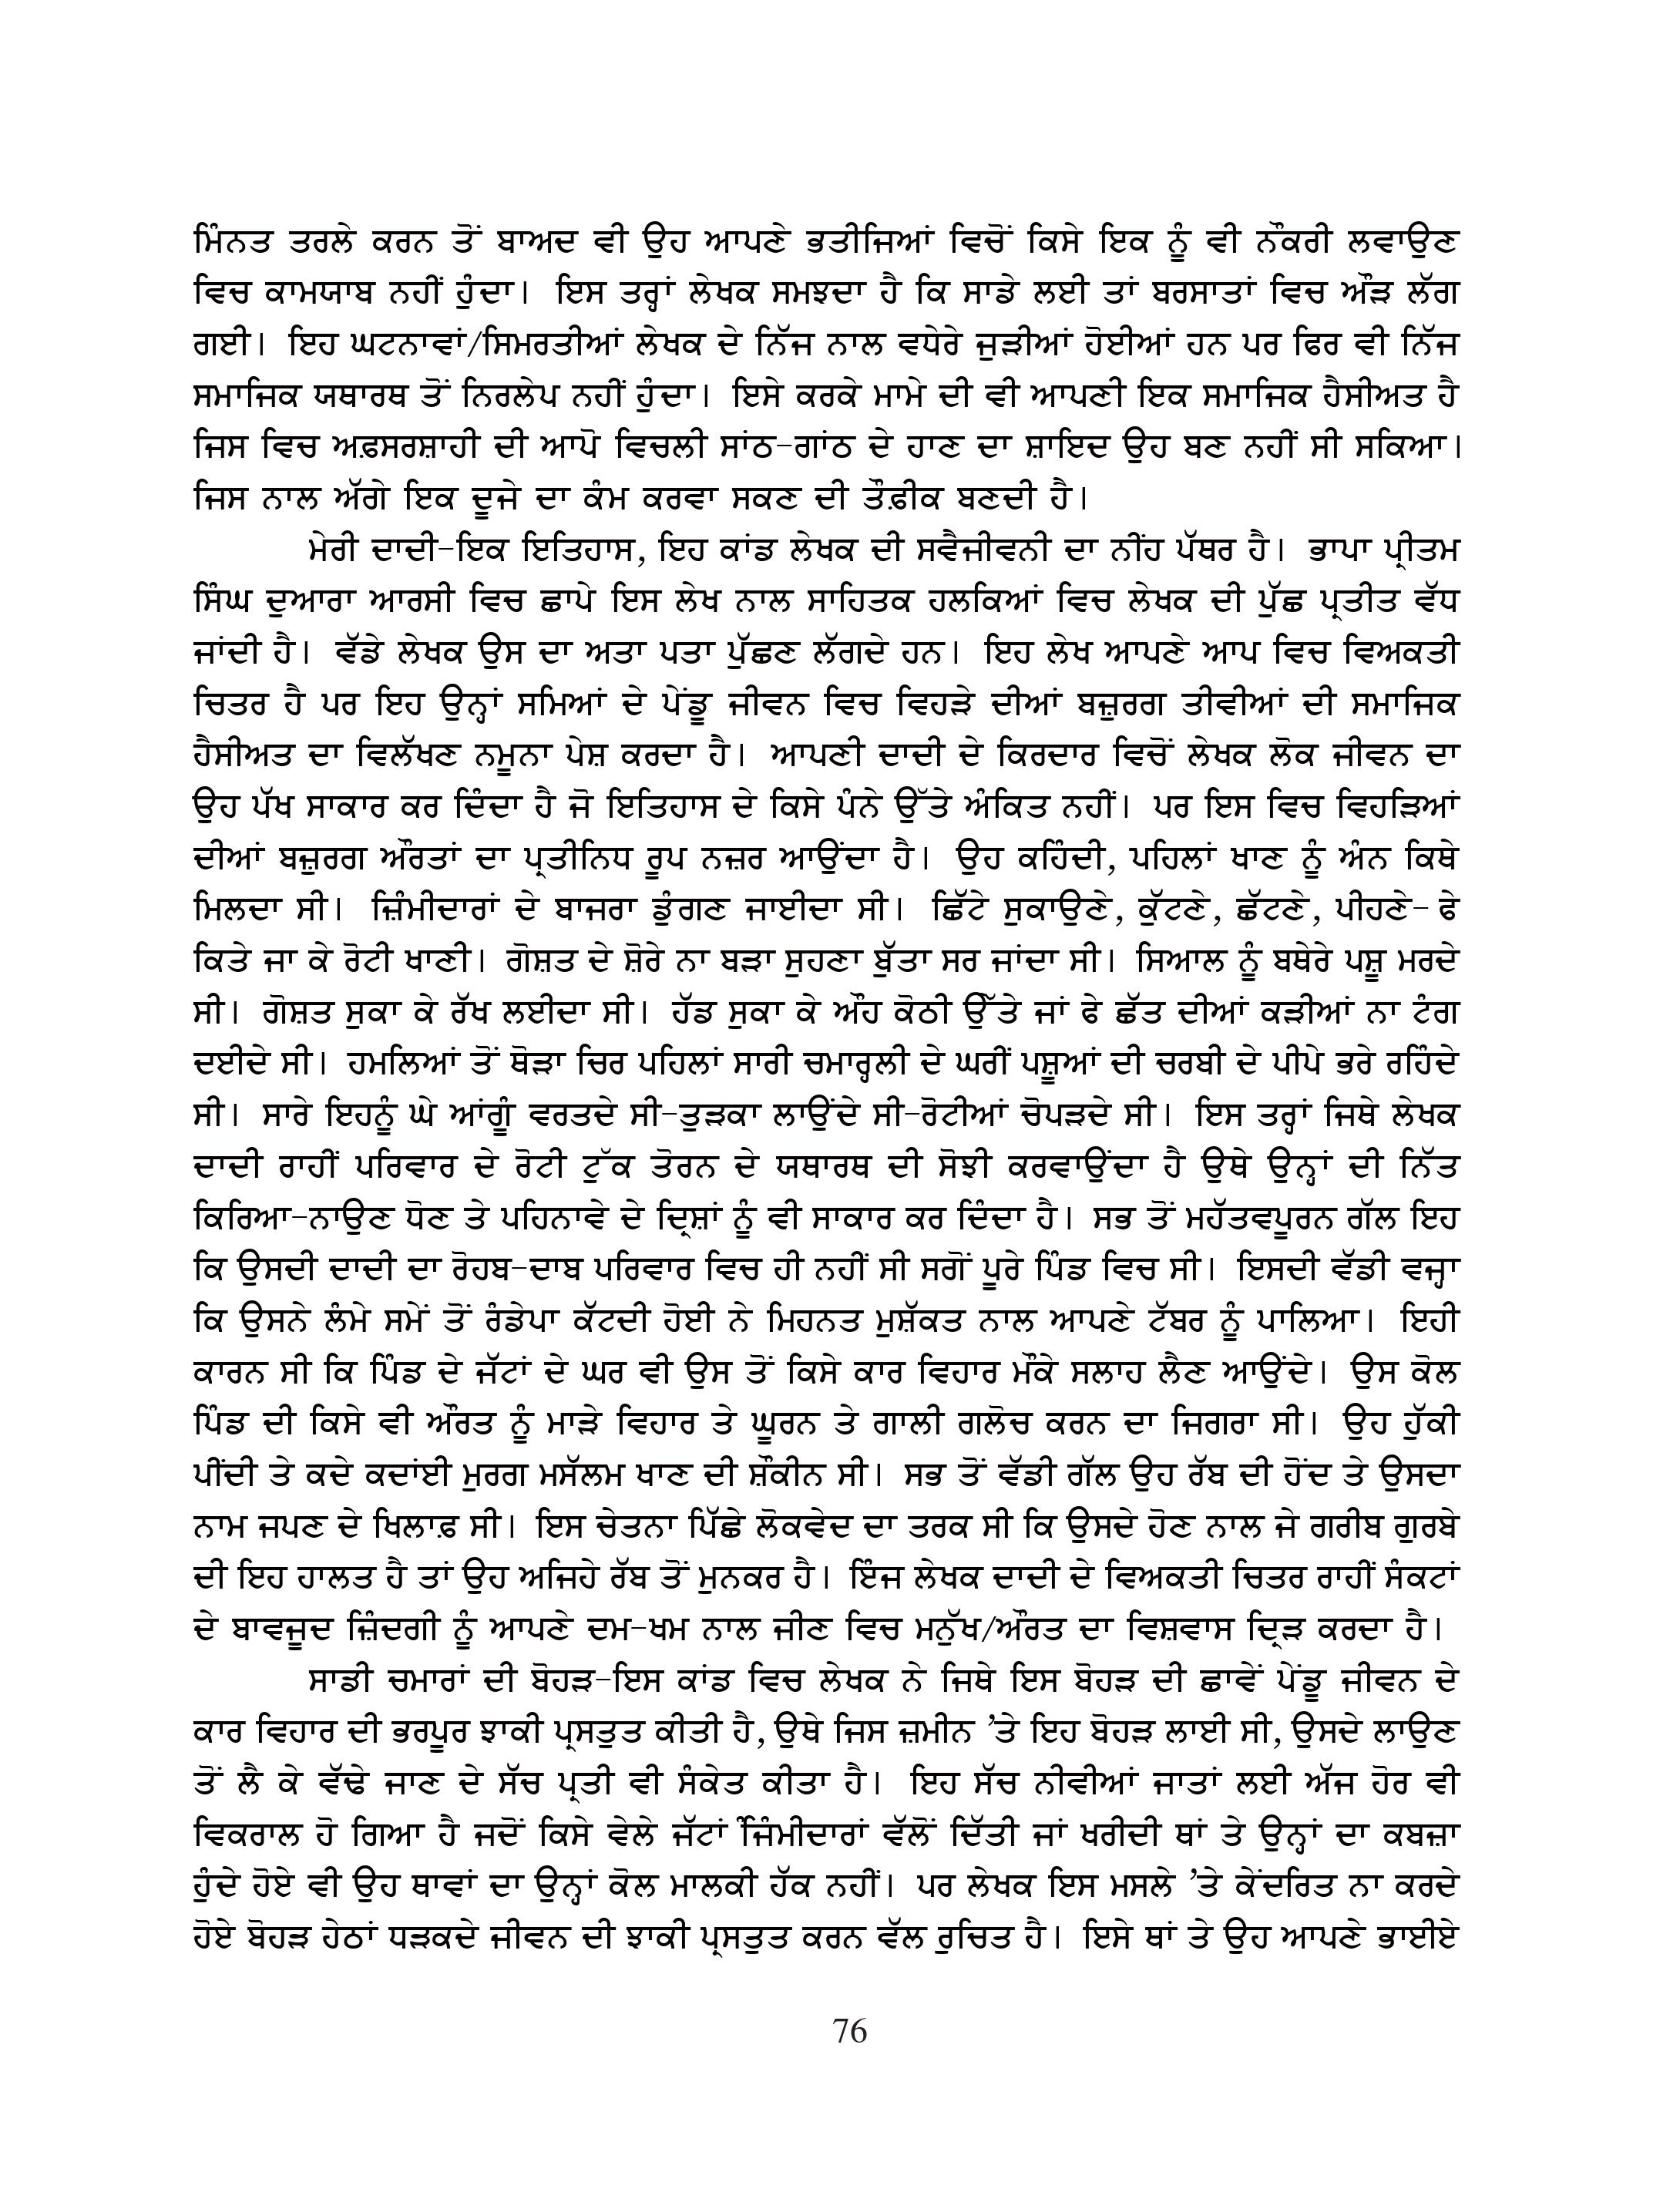 ਮਿੰਨਤ ਤਰਲੇ ਕਰਨ ਤੋਂ ਬਾਅਦ ਵੀ ਉਹ ਆਪਣੇ ਭਤੀਜਿਆਂ ਵਿਚੋਂ ਕਿਸੇ ਇਕ ਨੂੰ ਵੀ ਨੌਕਰੀ ਲਵਾਉਣ
ਵਿਚ ਕਾਮਯਾਬ ਨਹੀਂ ਹੁੰਦਾ। ਇਸ ਤਰ੍ਹਾਂ ਲੇਖਕ ਸਮਝਦਾ ਹੈ ਕਿ ਸਾਡੇ ਲਈ ਤਾਂ ਬਰਸਾਤਾਂ ਵਿਚ ਔੜ ਲੱਗ
ਗਈ। ਇਹ ਘਟਨਾਵਾਂ/ਸਿਮਰਤੀਆਂ ਲੇਖਕ ਦੇ ਨਿੱਜ ਨਾਲ ਵਧੇਰੇ ਜੁੜੀਆਂ ਹੋਈਆਂ ਹਨ ਪਰ ਫਿਰ ਵੀ ਨਿੱਜ
ਸਮਾਜਿਕ ਯਥਾਰਥ ਤੋਂ ਨਿਰਲੇਪ ਨਹੀਂ ਹੁੰਦਾ। ਇਸੇ ਕਰਕੇ ਮਾਮੇ ਦੀ ਵੀ ਆਪਣੀ ਇਕ ਸਮਾਜਿਕ ਹੈਸੀਅਤ ਹੈ
ਜਿਸ ਵਿਚ ਅਫ਼ਸਰਸ਼ਾਹੀ ਦੀ ਆਪੋ ਵਿਚਲੀ ਸਾਂਠ-ਗਾਂਠ ਦੇ ਹਾਣ ਦਾ ਸ਼ਾਇਦ ਉਹ ਬਣ ਨਹੀਂ ਸੀ ਸਕਿਆ।
ਜਿਸ ਨਾਲ ਅੱਗੇ ਇਕ ਦੂਜੇ ਦਾ ਕੰਮ ਕਰਵਾ ਸਕਣ ਦੀ ਤੌਫ਼ੀਕ ਬਣਦੀ ਹੈ।
ਮੇਰੀ ਦਾਦੀ-ਇਕ ਇਤਿਹਾਸ, ਇਹ ਕਾਂਡ ਲੇਖਕ ਦੀ ਸਵੈਜੀਵਨੀ ਦਾ ਨੀਂਹ ਪੱਥਰ ਹੈ। ਭਾਪਾ ਪ੍ਰੀਤਮ
ਸਿੰਘ ਦੁਆਰਾ ਆਰਸੀ ਵਿਚ ਛਾਪੇ ਇਸ ਲੇਖ ਨਾਲ ਸਾਹਿਤਕ ਹਲਕਿਆਂ ਵਿਚ ਲੇਖਕ ਦੀ ਪੁੱਛ ਪ੍ਰਤੀਤ ਵੱਧ
ਜਾਂਦੀ ਹੈ। ਵੱਡੇ ਲੇਖਕ ਉਸ ਦਾ ਅਤਾ ਪਤਾ ਪੁੱਛਣ ਲੱਗਦੇ ਹਨ। ਇਹ ਲੇਖ ਆਪਣੇ ਆਪ ਵਿਚ ਵਿਅਕਤੀ
ਚਿਤਰ ਹੈ ਪਰ ਇਹ ਉਨ੍ਹਾਂ ਸਮਿਆਂ ਦੇ ਪੇਂਡੂ ਜੀਵਨ ਵਿਚ ਵਿਹੜੇ ਦੀਆਂ ਬਜ਼ੁਰਗ ਤੀਵੀਆਂ ਦੀ ਸਮਾਜਿਕ
ਹੈਸੀਅਤ ਦਾ ਵਿਲੱਖਣ ਨਮੂਨਾ ਪੇਸ਼ ਕਰਦਾ ਹੈ। ਆਪਣੀ ਦਾਦੀ ਦੇ ਕਿਰਦਾਰ ਵਿਚੋਂ ਲੇਖਕ ਲੋਕ ਜੀਵਨ ਦਾ
ਉਹ ਪੱਖ ਸਾਕਾਰ ਕਰ ਦਿੰਦਾ ਹੈ ਜੋ ਇਤਿਹਾਸ ਦੇ ਕਿਸੇ ਪੰਨੇ ਉੱਤੇ ਅੰਕਿਤ ਨਹੀਂ। ਪਰ ਇਸ ਵਿਚ ਵਿਹੜਿਆਂ
ਦੀਆਂ ਬਜ਼ੁਰਗ ਔਰਤਾਂ ਦਾ ਪ੍ਰਤੀਨਿਧ ਰੂਪ ਨਜ਼ਰ ਆਉਂਦਾ ਹੈ। ਉਹ ਕਹਿੰਦੀ, ਪਹਿਲਾਂ ਖਾਣ ਨੂੰ ਅੰਨ ਕਿਥੇ
ਮਿਲਦਾ ਸੀ। ਜ਼ਿੰਮੀਦਾਰਾਂ ਦੇ ਬਾਜਰਾ ਡੁੰਗਣ ਜਾਈਦਾ ਸੀ। ਛਿੱਟੇ ਸੁਕਾਉਣੇ, ਕੁੱਟਣੇ, ਛੱਟਣੇ, ਪੀਹਣੇ- ਫੇ
ਕਿਤੇ ਜਾ ਕੇ ਰੋਟੀ ਖਾਣੀ। ਗੋਸ਼ਤ ਦੇ ਸ਼ੋਰੇ ਨਾ ਬੜਾ ਸੁਹਣਾ ਬੁੱਤਾ ਸਰ ਜਾਂਦਾ ਸੀ। ਸਿਆਲ ਨੂੰ ਬਥੇਰੇ ਪਸ਼ੂ ਮਰਦੇ
ਸੀ। ਗੋਸ਼ਤ ਸੁਕਾ ਕੇ ਰੱਖ ਲਈਦਾ ਸੀ। ਹੱਡ ਸੁਕਾ ਕੇ ਔਹ ਕੋਠੀ ਉੱਤੇ ਜਾਂ ਫੇ ਛੱਤ ਦੀਆਂ ਕੜੀਆਂ ਨਾ ਟੰਗ
ਦਈਦੇ ਸੀ। ਹਮਲਿਆਂ ਤੋਂ ਥੋੜਾ ਚਿਰ ਪਹਿਲਾਂ ਸਾਰੀ ਚਮਾਰ੍ਹਲੀ ਦੇ ਘਰੀਂ ਪਸ਼ੂਆਂ ਦੀ ਚਰਬੀ ਦੇ ਪੀਪੇ ਭਰੇ ਰਹਿੰਦੇ
ਸੀ। ਸਾਰੇ ਇਹਨੂੰ ਘੇ ਆਂਗੂੰ ਵਰਤਦੇ ਸੀ-ਤੁੜਕਾ ਲਾਉਂਦੇ ਸੀ-ਰੋਟੀਆਂ ਚੋਪੜਦੇ ਸੀ। ਇਸ ਤਰ੍ਹਾਂ ਜਿਥੇ ਲੇਖਕ
ਦਾਦੀ ਰਾਹੀਂ ਪਰਿਵਾਰ ਦੇ ਰੋਟੀ ਟੁੱਕ ਤੋਰਨ ਦੇ ਯਥਾਰਥ ਦੀ ਸੋਝੀ ਕਰਵਾਉਂਦਾ ਹੈ ਉਥੇ ਉਨ੍ਹਾਂ ਦੀ ਨਿੱਤ
ਕਿਰਿਆ-ਨਾਉਣ ਧੋਣ ਤੇ ਪਹਿਨਾਵੇ ਦੇ ਦ੍ਰਿਸ਼ਾਂ ਨੂੰ ਵੀ ਸਾਕਾਰ ਕਰ ਦਿੰਦਾ ਹੈ। ਸਭ ਤੋਂ ਮਹੱਤਵਪੂਰਨ ਗੱਲ ਇਹ
ਕਿ ਉਸਦੀ ਦਾਦੀ ਦਾ ਰੋਹਬ-ਦਾਬ ਪਰਿਵਾਰ ਵਿਚ ਹੀ ਨਹੀਂ ਸੀ ਸਗੋਂ ਪੂਰੇ ਪਿੰਡ ਵਿਚ ਸੀ। ਇਸਦੀ ਵੱਡੀ ਵਜ੍ਹਾ
ਕਿ ਉਸਨੇ ਲੰਮੇ ਸਮੇਂ ਤੋਂ ਰੰਡੇਪਾ ਕੱਟਦੀ ਹੋਈ ਨੇ ਮਿਹਨਤ ਮੁਸ਼ੱਕਤ ਨਾਲ ਆਪਣੇ ਟੱਬਰ ਨੂੰ ਪਾਲਿਆ। ਇਹੀ
ਕਾਰਨ ਸੀ ਕਿ ਪਿੰਡ ਦੇ ਜੱਟਾਂ ਦੇ ਘਰ ਵੀ ਉਸ ਤੋਂ ਕਿਸੇ ਕਾਰ ਵਿਹਾਰ ਮੌਕੇ ਸਲਾਹ ਲੈਣ ਆਉਂਦੇ। ਉਸ ਕੋਲ
ਪਿੰਡ ਦੀ ਕਿਸੇ ਵੀ ਔਰਤ ਨੂੰ ਮਾੜੇ ਵਿਹਾਰ ਤੇ ਘੂਰਨ ਤੇ ਗਾਲੀ ਗਲੋਚ ਕਰਨ ਦਾ ਜਿਗਰਾ ਸੀ। ਉਹ ਹੁੱਕੀ
ਪੀਂਦੀ ਤੇ ਕਦੇ ਕਦਾਂਈ ਮੁਰਗ ਮਸੱਲਮ ਖਾਣ ਦੀ ਸ਼ੌਕੀਨ ਸੀ। ਸਭ ਤੋਂ ਵੱਡੀ ਗੱਲ ਉਹ ਰੱਬ ਦੀ ਹੋਂਦ ਤੇ ਉਸਦਾ
ਨਾਮ ਜਪਣ ਦੇ ਖਿਲਾਫ਼ ਸੀ। ਇਸ ਚੇਤਨਾ ਪਿੱਛੇ ਲੋਕਵੇਦ ਦਾ ਤਰਕ ਸੀ ਕਿ ਉਸਦੇ ਹੋਣ ਨਾਲ ਜੇ ਗਰੀਬ ਗੁਰਬੇ
ਦੀ ਇਹ ਹਾਲਤ ਹੈ ਤਾਂ ਉਹ ਅਜਿਹੇ ਰੱਬ ਤੋਂ ਮੁਨਕਰ ਹੈ। ਇੰਜ ਲੇਖਕ ਦਾਦੀ ਦੇ ਵਿਅਕਤੀ ਚਿਤਰ ਰਾਹੀਂ ਸੰਕਟਾਂ
ਦੇ ਬਾਵਜੂਦ ਜ਼ਿੰਦਗੀ ਨੂੰ ਆਪਣੇ ਦਮ-ਖਮ ਨਾਲ ਜੀਣ ਵਿਚ ਮਨੁੱਖ/ਔਰਤ ਦਾ ਵਿਸ਼ਵਾਸ ਦ੍ਰਿੜ ਕਰਦਾ ਹੈ।
ਸਾਡੀ ਚਮਾਰਾਂ ਦੀ ਬੋਹੜ-ਇਸ ਕਾਂਡ ਵਿਚ ਲੇਖਕ ਨੇ ਜਿਥੇ ਇਸ ਬੋਹੜ ਦੀ ਛਾਵੇਂ ਪੇਂਡੂ ਜੀਵਨ ਦੇ
ਕਾਰ ਵਿਹਾਰ ਦੀ ਭਰਪੂਰ ਝਾਕੀ ਪ੍ਰਸਤੁਤ ਕੀਤੀ ਹੈ, ਉਥੇ ਜਿਸ ਜ਼ਮੀਨ ’ਤੇ ਇਹ ਬੋਹੜ ਲਾਈ ਸੀ, ਉਸਦੇ ਲਾਉਣ
ਤੋਂ ਲੈ ਕੇ ਵੱਢੇ ਜਾਣ ਦੇ ਸੱਚ ਪ੍ਰਤੀ ਵੀ ਸੰਕੇਤ ਕੀਤਾ ਹੈ। ਇਹ ਸੱਚ ਨੀਵੀਆਂ ਜਾਤਾਂ ਲਈ ਅੱਜ ਹੋਰ ਵੀ
ਵਿਕਰਾਲ ਹੋ ਗਿਆ ਹੈ ਜਦੋਂ ਕਿਸੇ ਵੇਲੇ ਜੱਟਾਂ ਜਿੰਮੀਦਾਰਾਂ ਵੱਲੋਂ ਦਿੱਤੀ ਜਾਂ ਖਰੀਦੀ ਥਾਂ ਤੇ ਉਨ੍ਹਾਂ ਦਾ ਕਬਜ਼ਾ
ਹੁੰਦੇ ਹੋਏ ਵੀ ਉਹ ਥਾਵਾਂ ਦਾ ਉਨ੍ਹਾਂ ਕੋਲ ਮਾਲਕੀ ਹੱਕ ਨਹੀਂ। ਪਰ ਲੇਖਕ ਇਸ ਮਸਲੇ ’ਤੇ ਕੇਂਦਰਿਤ ਨਾ ਕਰਦੇ
ਹੋਏ ਬੋਹੜ ਹੇਠਾਂ ਧੜਕਦੇ ਜੀਵਨ ਦੀ ਝਾਕੀ ਪ੍ਰਸਤੁਤ ਕਰਨ ਵੱਲ ਰੁਚਿਤ ਹੈ। ਇਸੇ ਥਾਂ ਤੇ ਉਹ ਆਪਣੇ ਭਾਈਏ
76